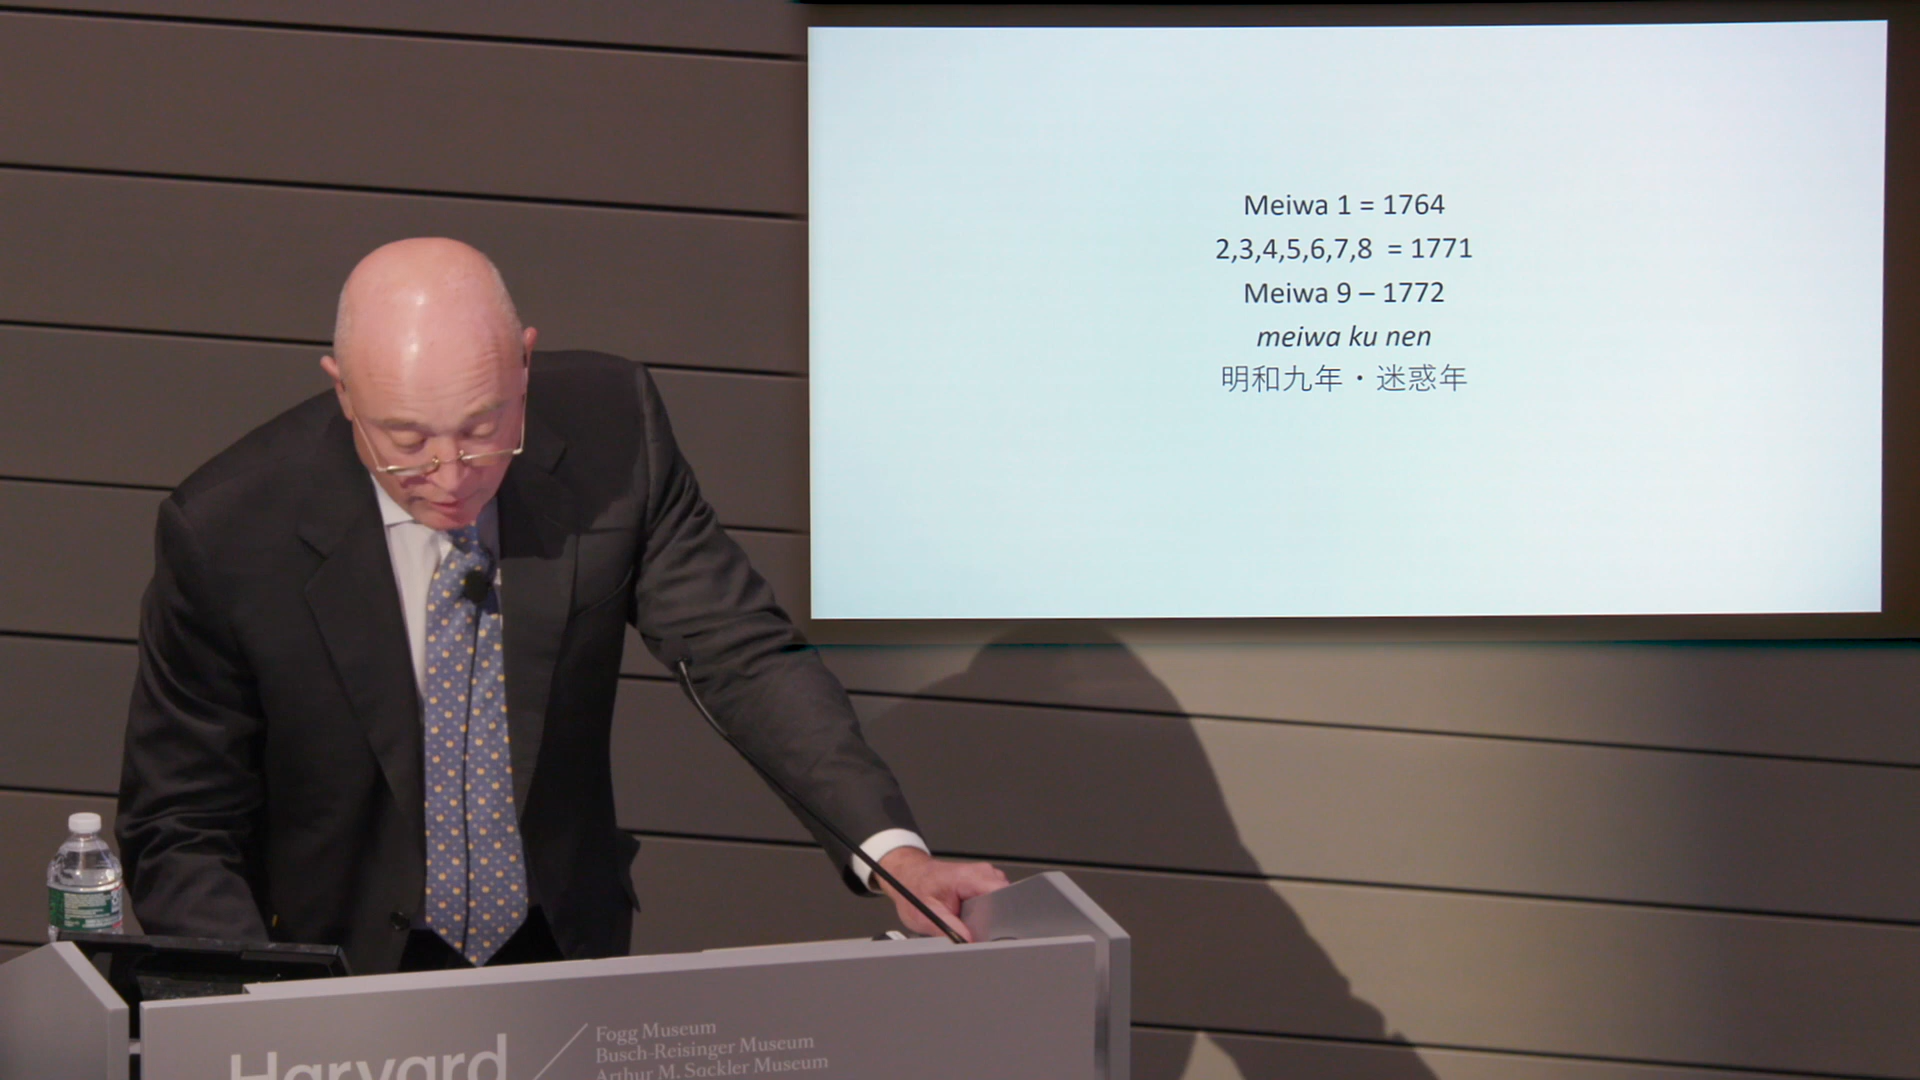 Meiwa 1 = 1764
2,3,4,5,6,7,8 = 1771
Meiwa 9 – 1772
meiwa ku nen
明和九年・迷惑年
Harvard
Fogg Museum
Busch-Reisinger Museum
Arthur M. Sackler Museum